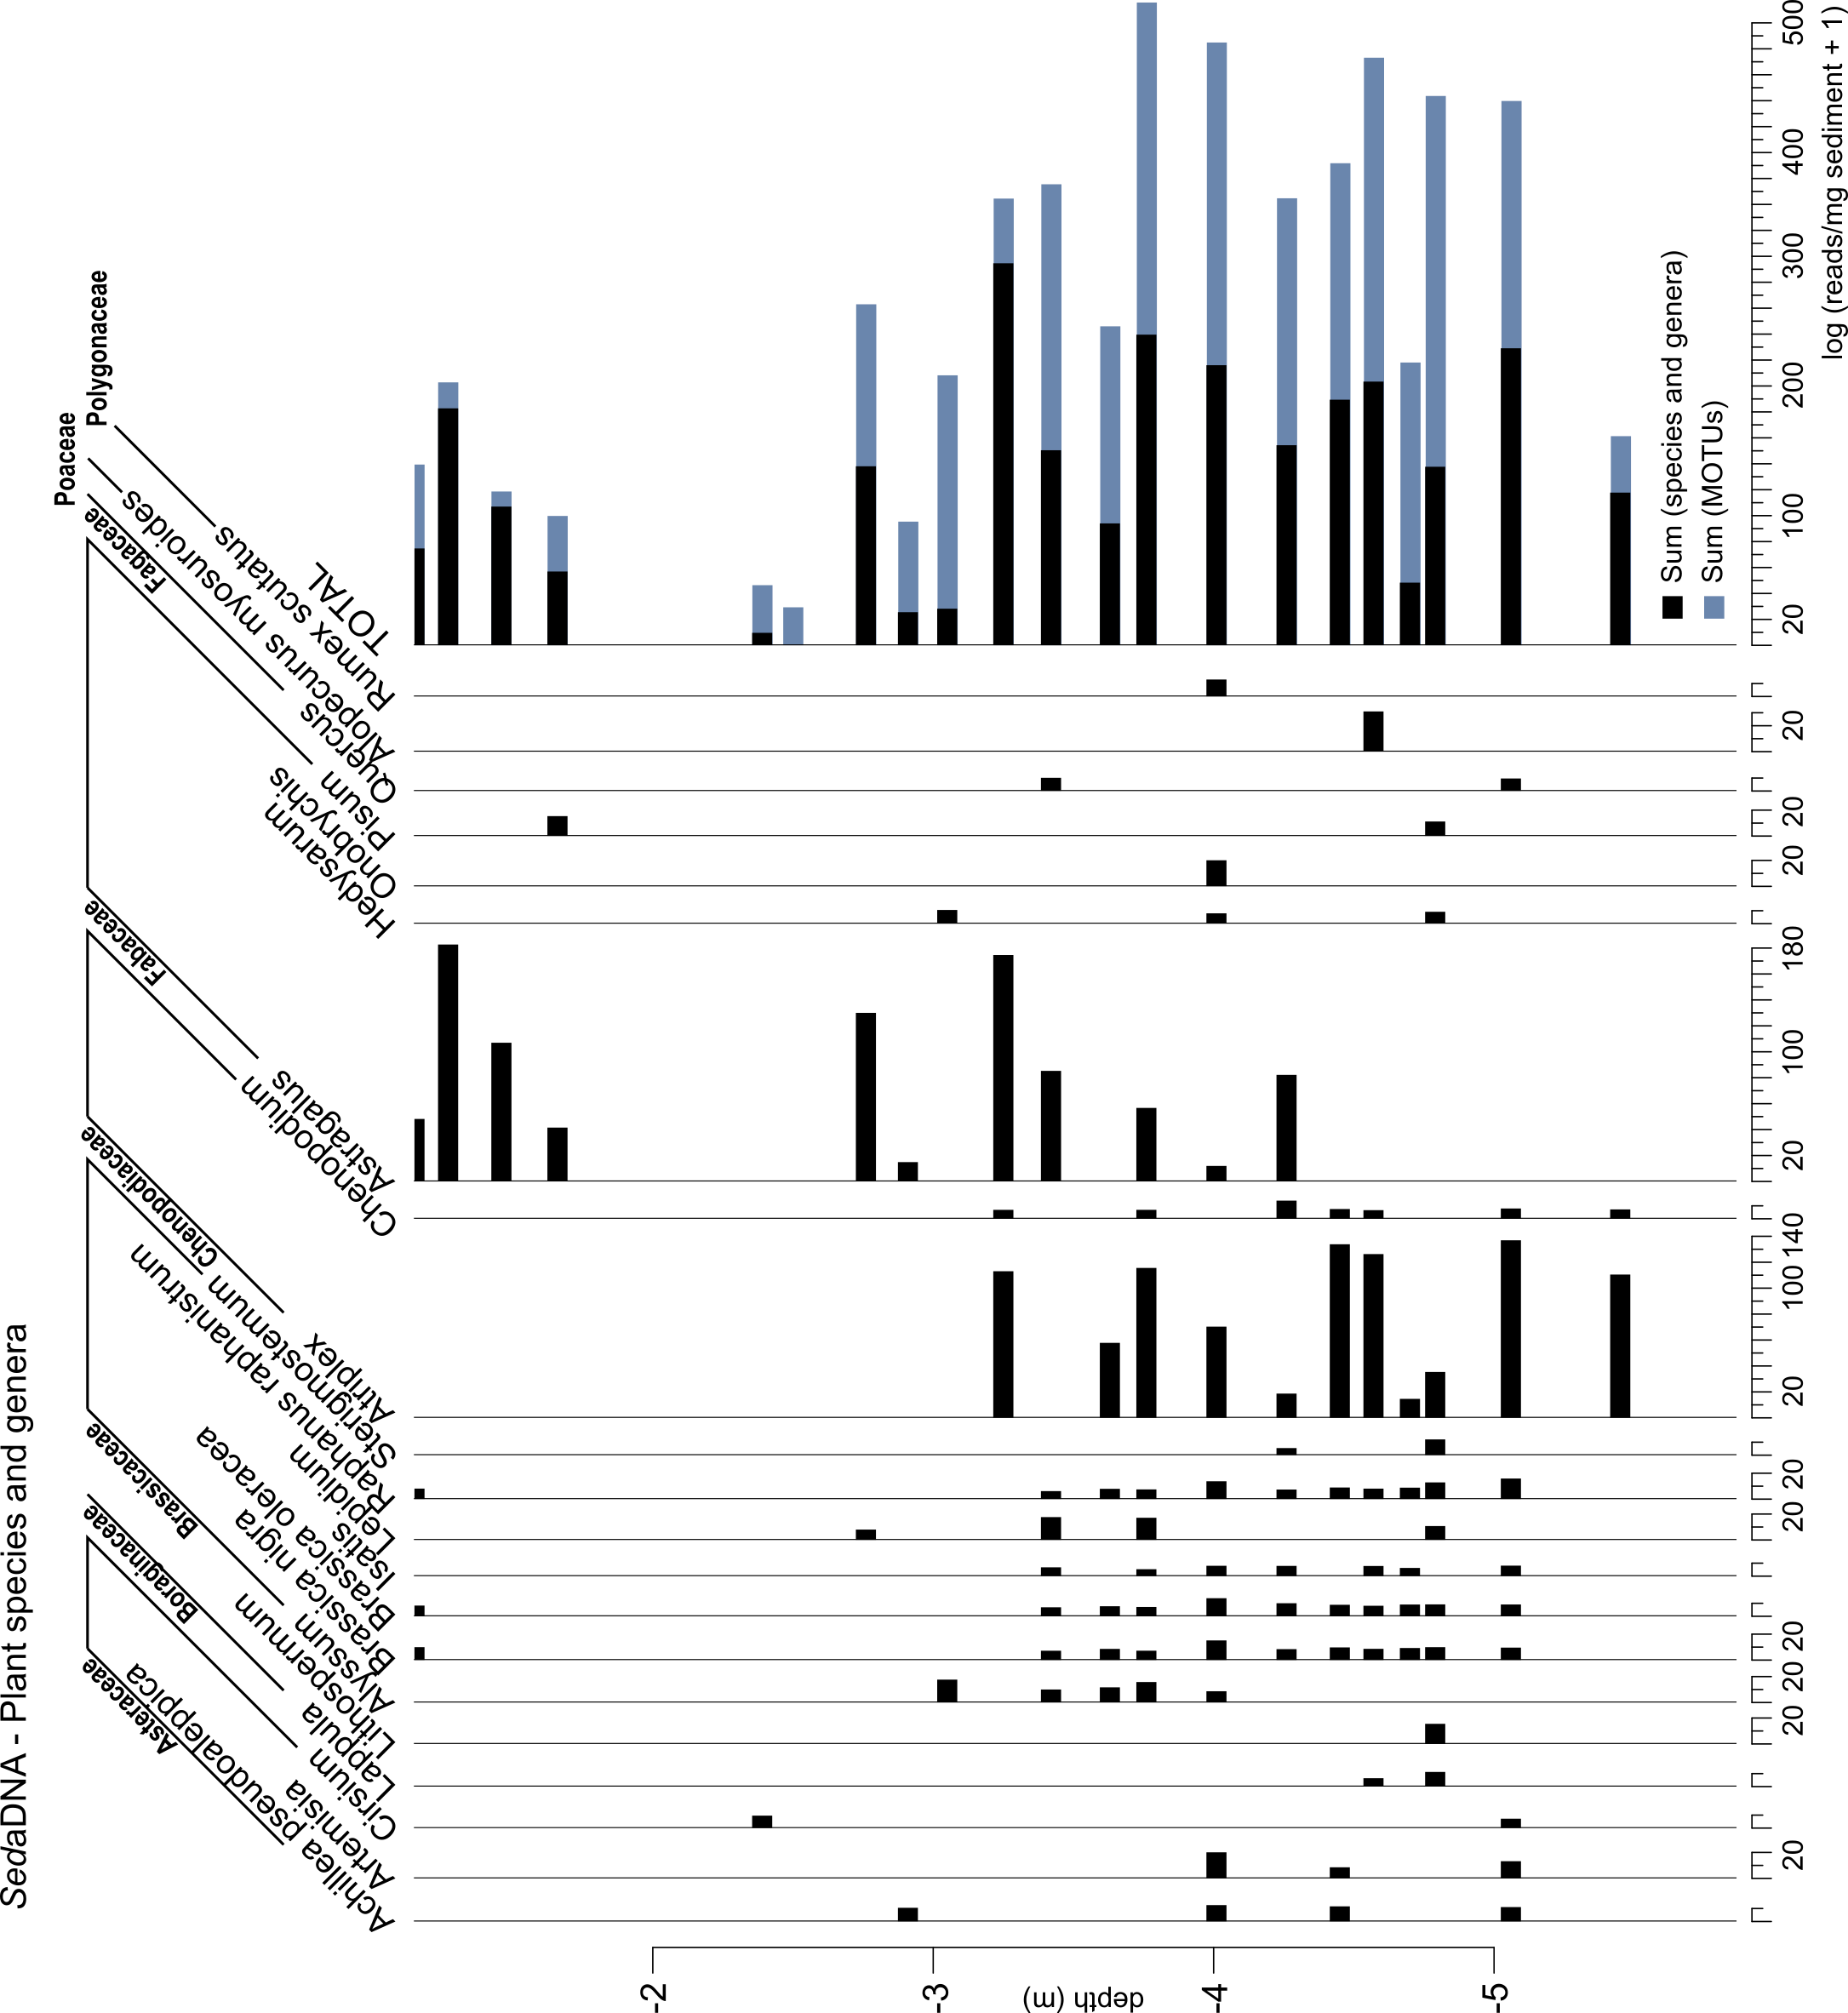 SedaDNA - Plant species and genera
Asteraceae
Boraginaceae
Brassicaceae
Chenopodiaceae
Fabaceae
Fagaceae
Poaceae
Polygonaceae
Achillea pseudoaleppica
Artemisia
Cirsium
Lappula
Lithospermum
Alyssum
Brassica oleracea
Brassica nigra
Isatis
Lepidium
Raphanus raphanistrum
Sterigmostemum
Atriplex
Chenopodium
Astragalus
Hedysarum
Onobrychis
Pisum
Quercus
Alopecurus myosuroides
Rumex scutatus
TOTAL
-2
-3
-4
-5
depth (m)
20
20
20
20
20
20
20
100
140
20
100
180
20
20
20
20
100
200
300
400
500
Sum (species and genera)
Sum (MOTUs)
log (reads/mg sediment + 1)